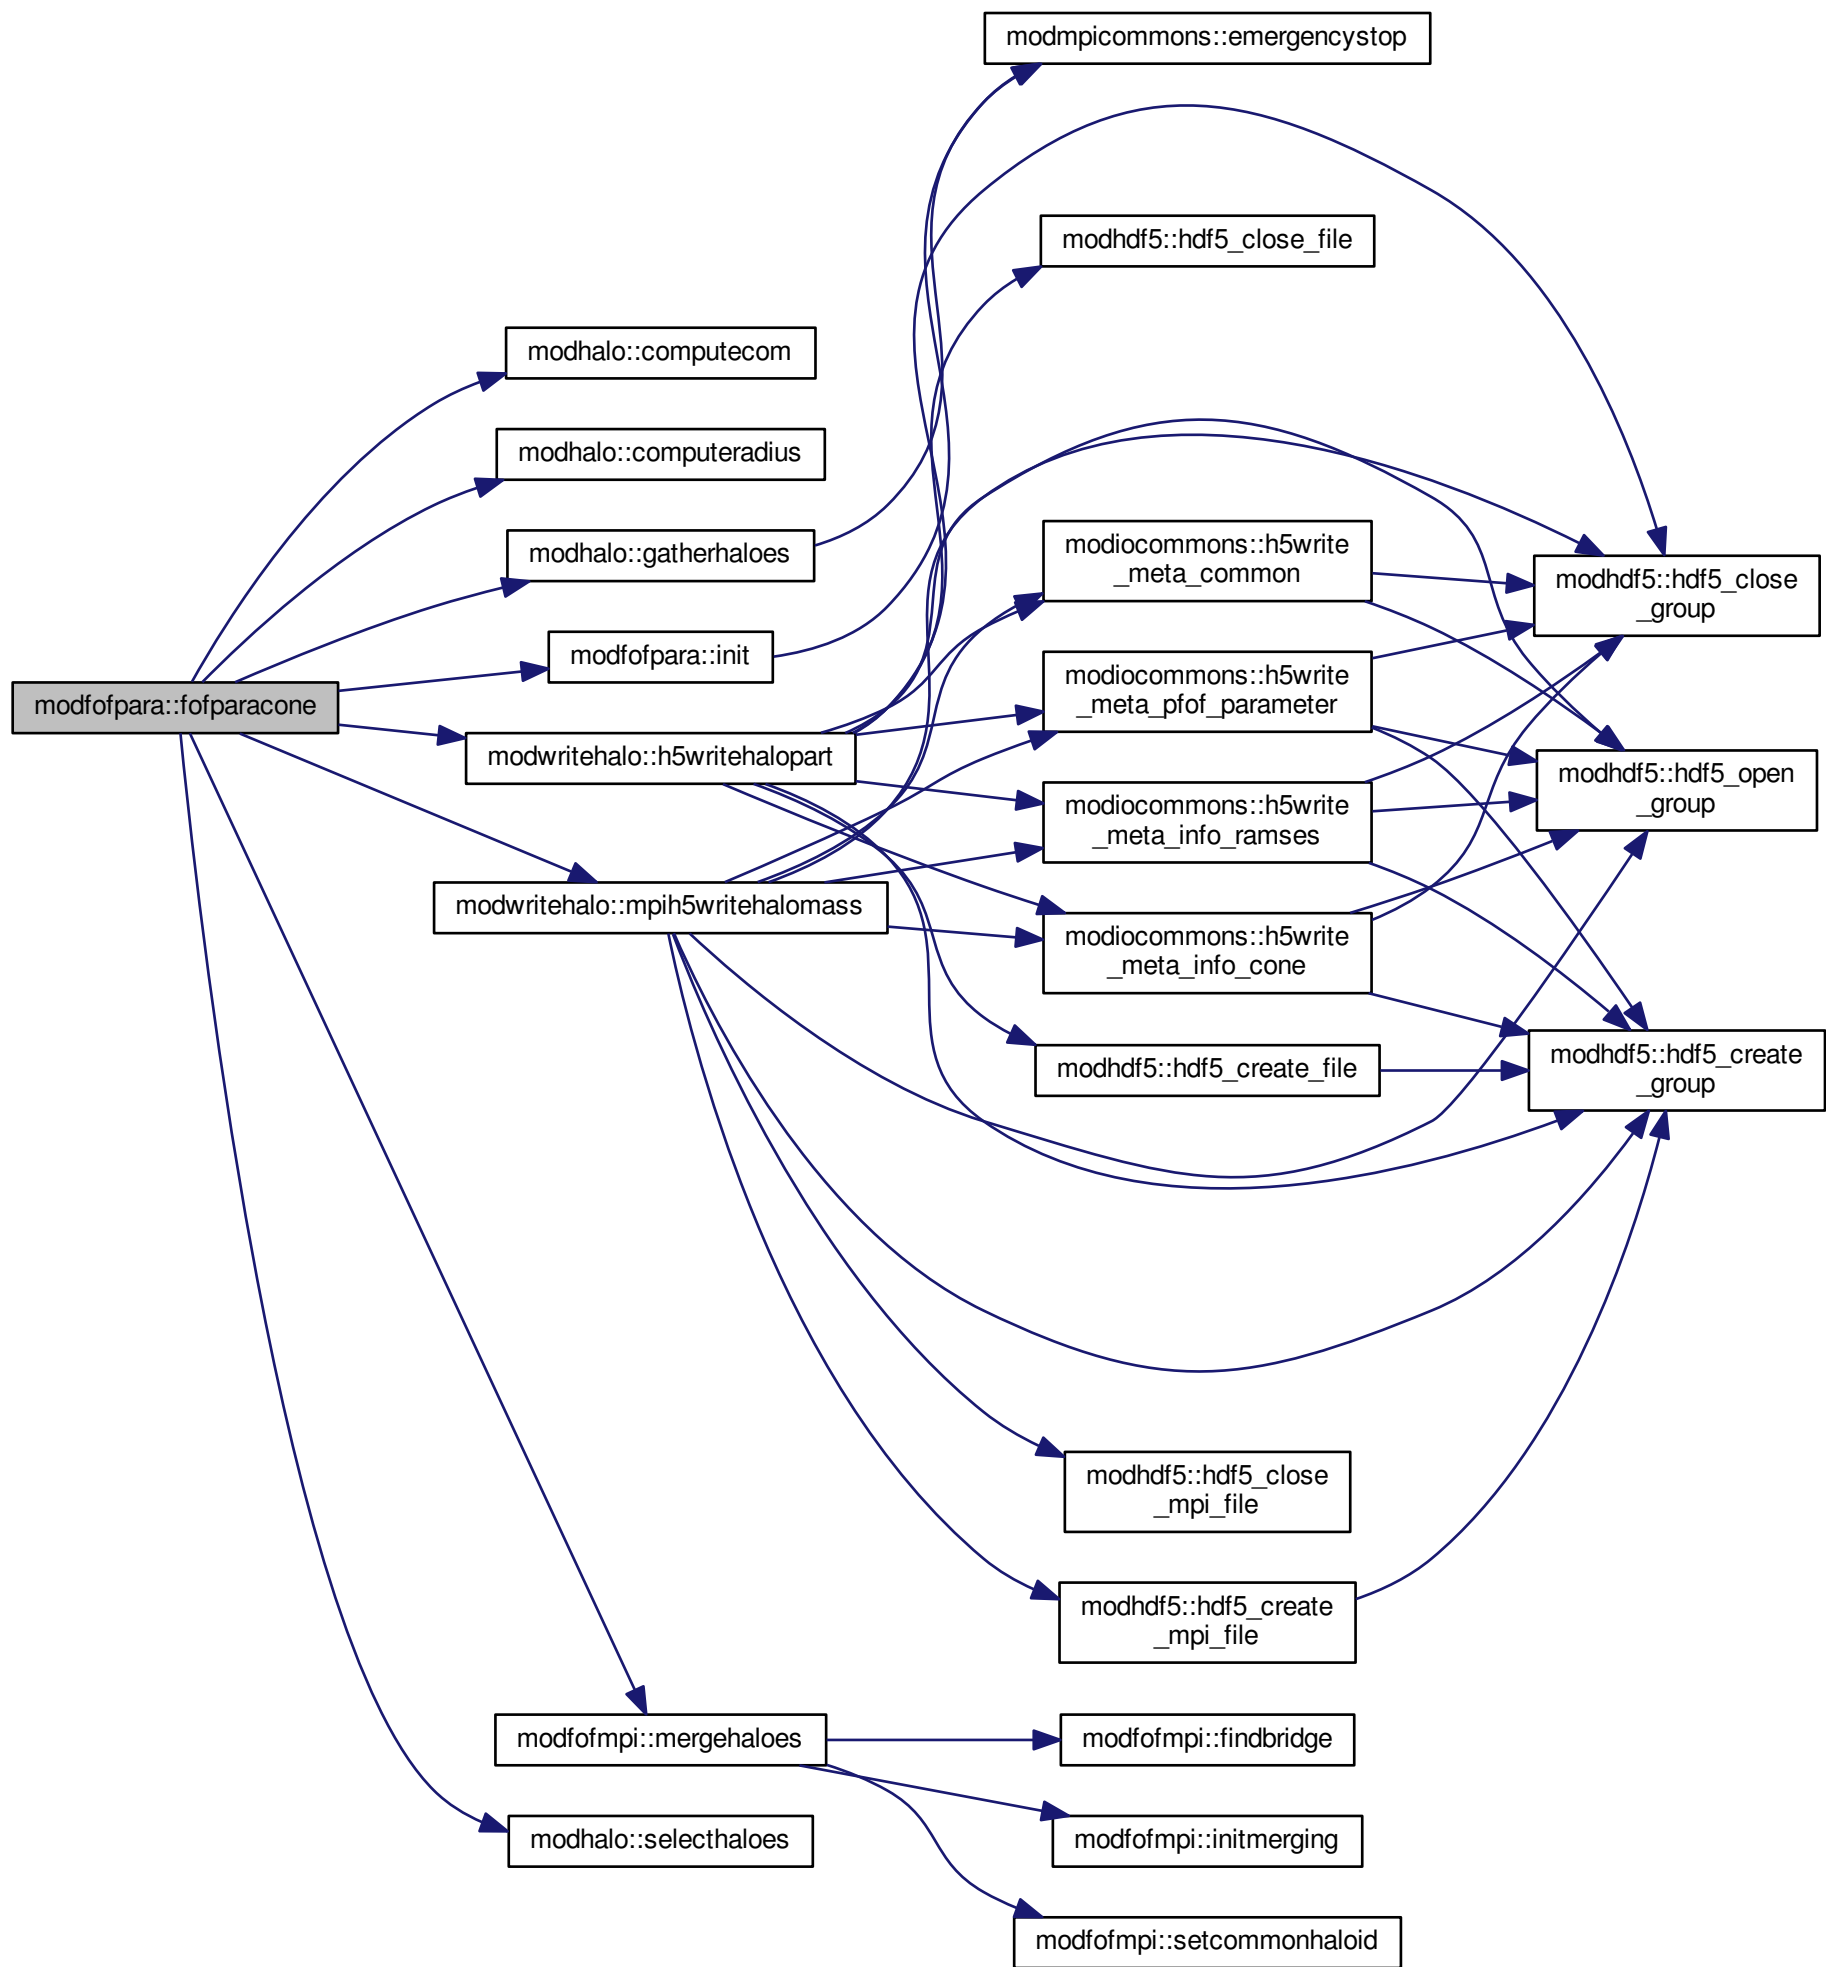 modmpicommons::emergencystop
modhdf5::hdf5_close_file
modhalo::computecom
modhalo::computeradius
modhalo::gatherhaloes
modfofpara::init
modfofpara::fofparacone
modwritehalo::h5writehalopart
modwritehalo::mpih5writehalomass
modiocommons::h5write
_meta_common
modiocommons::h5write
_meta_pfof_parameter
modiocommons::h5write
_meta_info_ramses
modiocommons::h5write
_meta_info_cone
modhdf5::hdf5_create_file
modhdf5::hdf5_close
_group
modhdf5::hdf5_open
_group
modhdf5::hdf5_create
_group
modhdf5::hdf5_close
_mpi_file
modhdf5::hdf5_create
_mpi_file
modfofmpi::mergehaloes
modfofmpi::findbridge
modhalo::selecthaloes
modfofmpi::initmerging
modfofmpi::setcommonhaloid